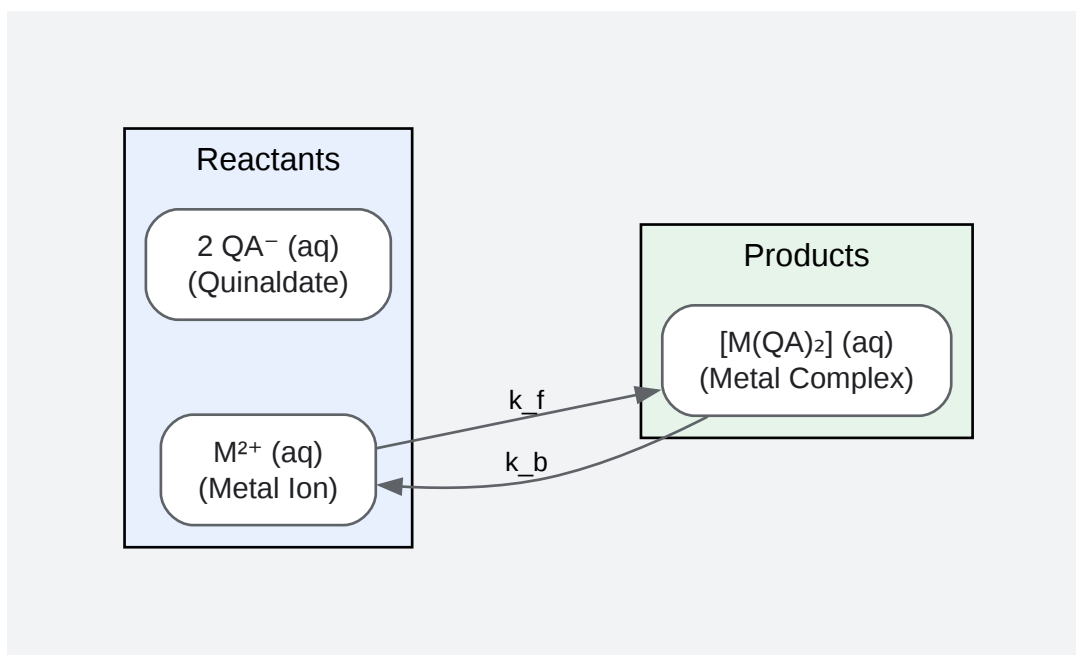 Reactants
2 QA⁻ (aq)
(Quinaldate)
M²⁺ (aq)
(Metal Ion)
k_f
k_b
Products
[M(QA)₂] (aq)
(Metal Complex)